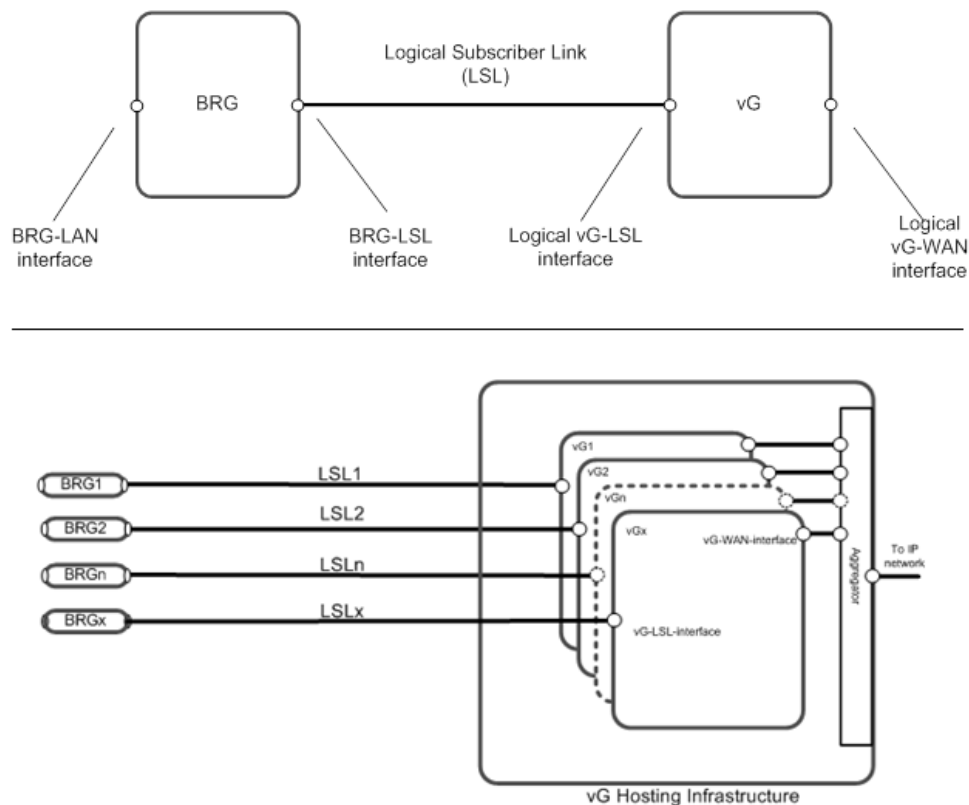 Logical Subscriber Link
(LSL)
BRG
vG
BRG-LAN
interface
BRG-LSL
interface
Logical vG-LSL
interface
Logical
vG-WAN
interface
vG1
vG2
vGn
vGx
vG-WAN-interface
vG-LSL-interface
BRG1
LSL1
BRG2
LSL2
BRGn
LSLn
BRGx
LSLx
Aggregator
To IP
network
vG Hosting Infrastructure